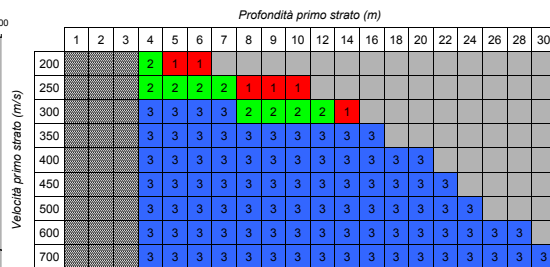 Profondità primo strato (m)
00
1 2 3 4 5 6 7 8 9 10 12 14 16 18 20 22 24 26 28 30
Velocità primo strato (m/s)
200 2 1 1
250 2 2 2 2 1 1 1
300 3 3 3 3 2 2 2 2 1
350 3 3 3 3 3 3 3 3 3 3
400 3 3 3 3 3 3 3 3 3 3 3 3
450 3 3 3 3 3 3 3 3 3 3 3 3 3
500 3 3 3 3 3 3 3 3 3 3 3 3 3 3
600 3 3 3 3 3 3 3 3 3 3 3 3 3 3 3 3
700 3 3 3 3 3 3 3 3 3 3 3 3 3 3 3 3 3